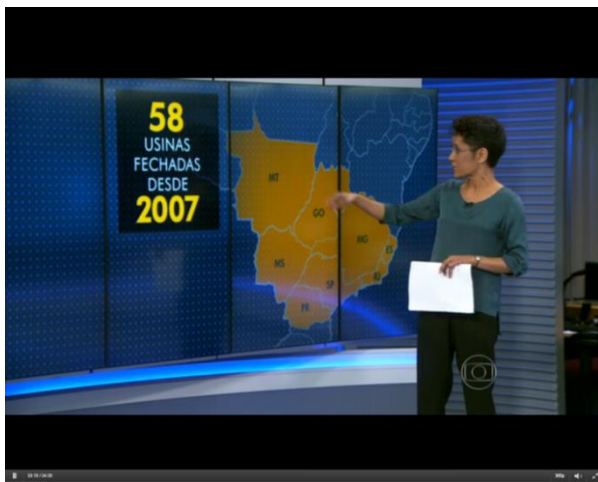 58
USINAS
FECHADAS
DESDE
2007
MT
GO
MG
ES
MS
SP
RJ
PR